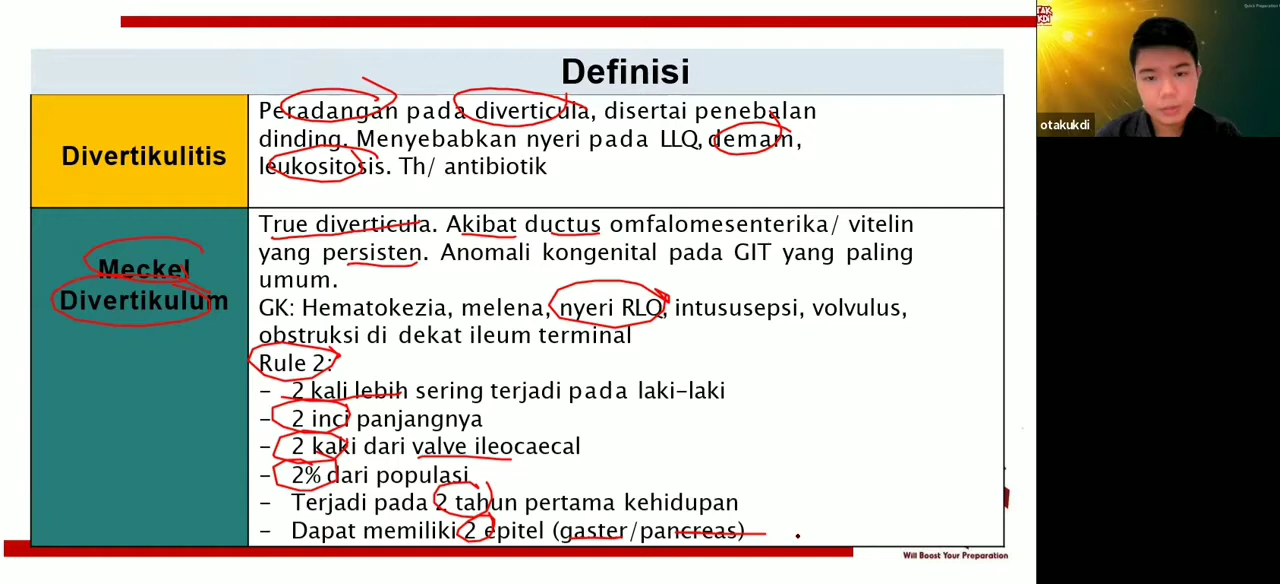 Definisi
Divertikulitis
Peradangan pada diverticula, disertai penebalan
dinding. Menyebabkan nyeri pada LLQ, demam,
leukositosis. Th/ antibiotik
Meckel
Divertikulum
True diverticula. Akibat ductus omfalomesenterika/ vitelin
yang persisten. Anomali kongenital pada GIT yang paling
umum.
GK: Hematokezia, melena, nyeri RLQ, intususepsi, volvulus,
obstruksi di dekat ileum terminal
Rule 2:
– 2 kali lebih sering terjadi pada laki-laki
– 2 inci panjangnya
– 2 kaki dari valve ileocaecal
– 2% dari populasi
– Terjadi pada 2 tahun pertama kehidupan
– Dapat memiliki 2 epitel (gaster/pancreas)
Will Boost Your Preparation
otakukdi